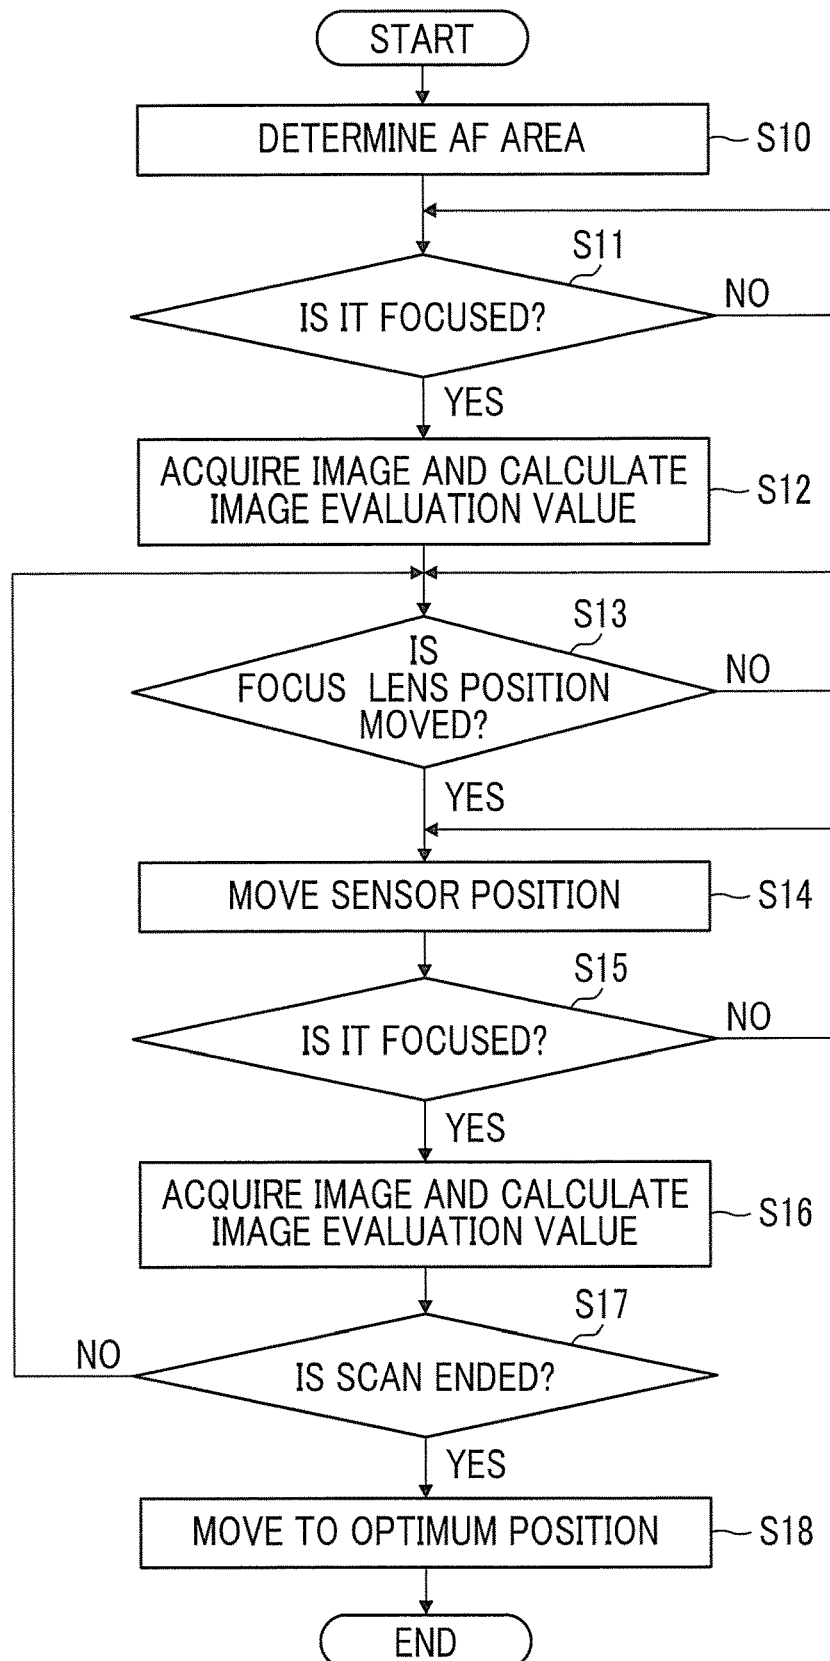 START
DETERMINE AF AREA
S10
S11
IS IT FOCUSED?
NO
YES
ACQUIRE IMAGE AND CALCULATE
IMAGE EVALUATION VALUE
S12
S13
IS
FOCUS LENS POSITION
MOVED?
NO
YES
MOVE SENSOR POSITION
S14
S15
IS IT FOCUSED?
NO
YES
ACQUIRE IMAGE AND CALCULATE
IMAGE EVALUATION VALUE
S16
S17
NO
IS SCAN ENDED?
YES
MOVE TO OPTIMUM POSITION
S18
END